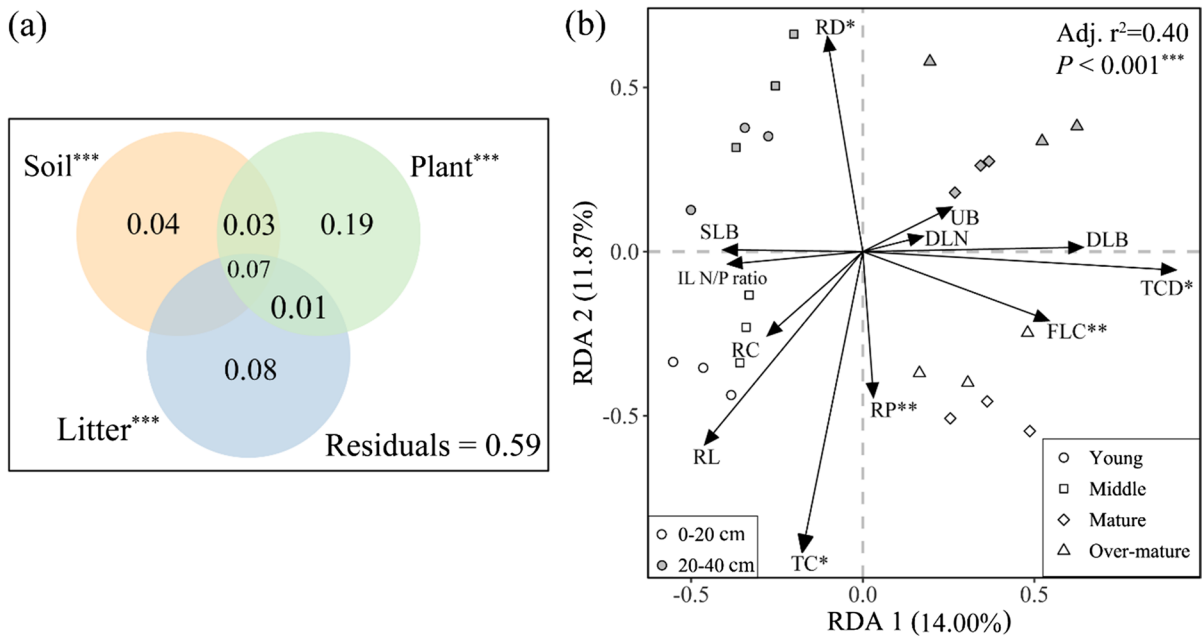 (a)
Soil***
Plant***
0.04
0.03
0.19
0.07
0.01
0.08
Litter***
Residuals = 0.59
(b)
Adj. r²=0.40
P < 0.001***
RD*
UB
DLN
DLB
SLB
IL N/P ratio
TCD*
FLC**
RC
RP**
RL
TC*
0.5
0.0
-0.5
RDA 2 (11.87%)
0-20 cm
20-40 cm
Young
Middle
Mature
Over-mature
-0.5
0.0
0.5
RDA 1 (14.00%)